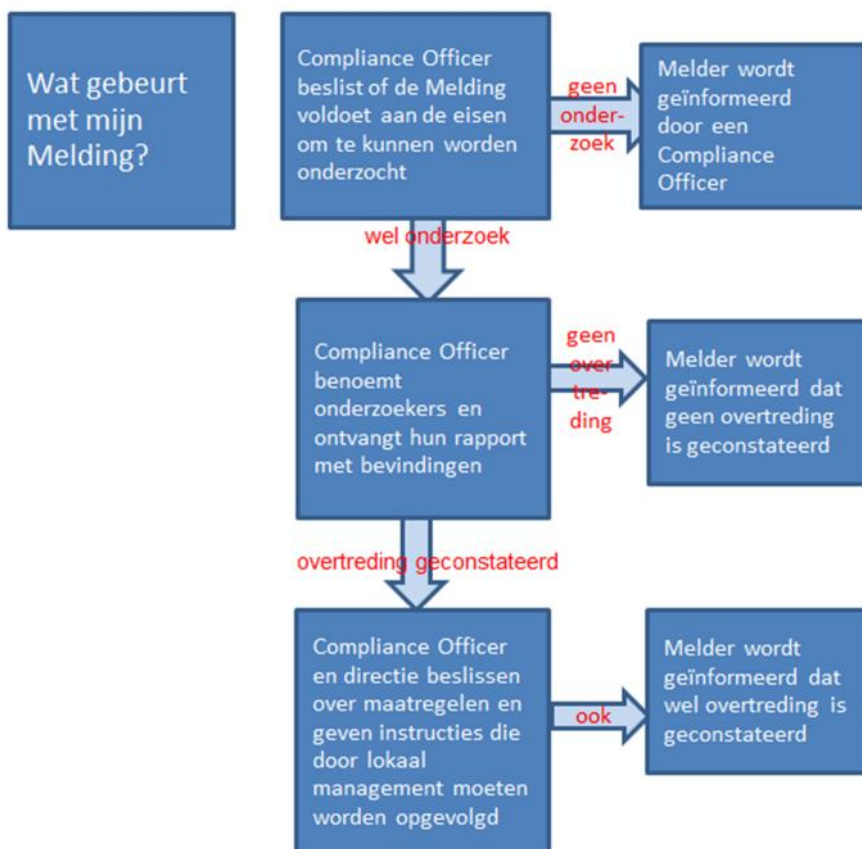 Wat gebeurt
met mijn
Melding?
Compliance Officer
beslist of de Melding
voldoet aan de eisen
om te kunnen worden
onderzocht
geen
onder-
zoek
Melder wordt
geïnformeerd
door een
Compliance
Officer
wel onderzoek
Compliance Officer
benoemt
onderzoekers en
ontvangt hun rapport
met bevindingen
geen
over
tre-
ding
Melder wordt
geïnformeerd dat
geen overtreding
is geconstateerd
overtreding geconstateerd
Compliance Officer
en directie beslissen
over maatregelen en
geven instructies die
door lokaal
management moeten
worden opgevolgd
ook
Melder wordt
geïnformeerd dat
wel overtreding is
geconstateerd